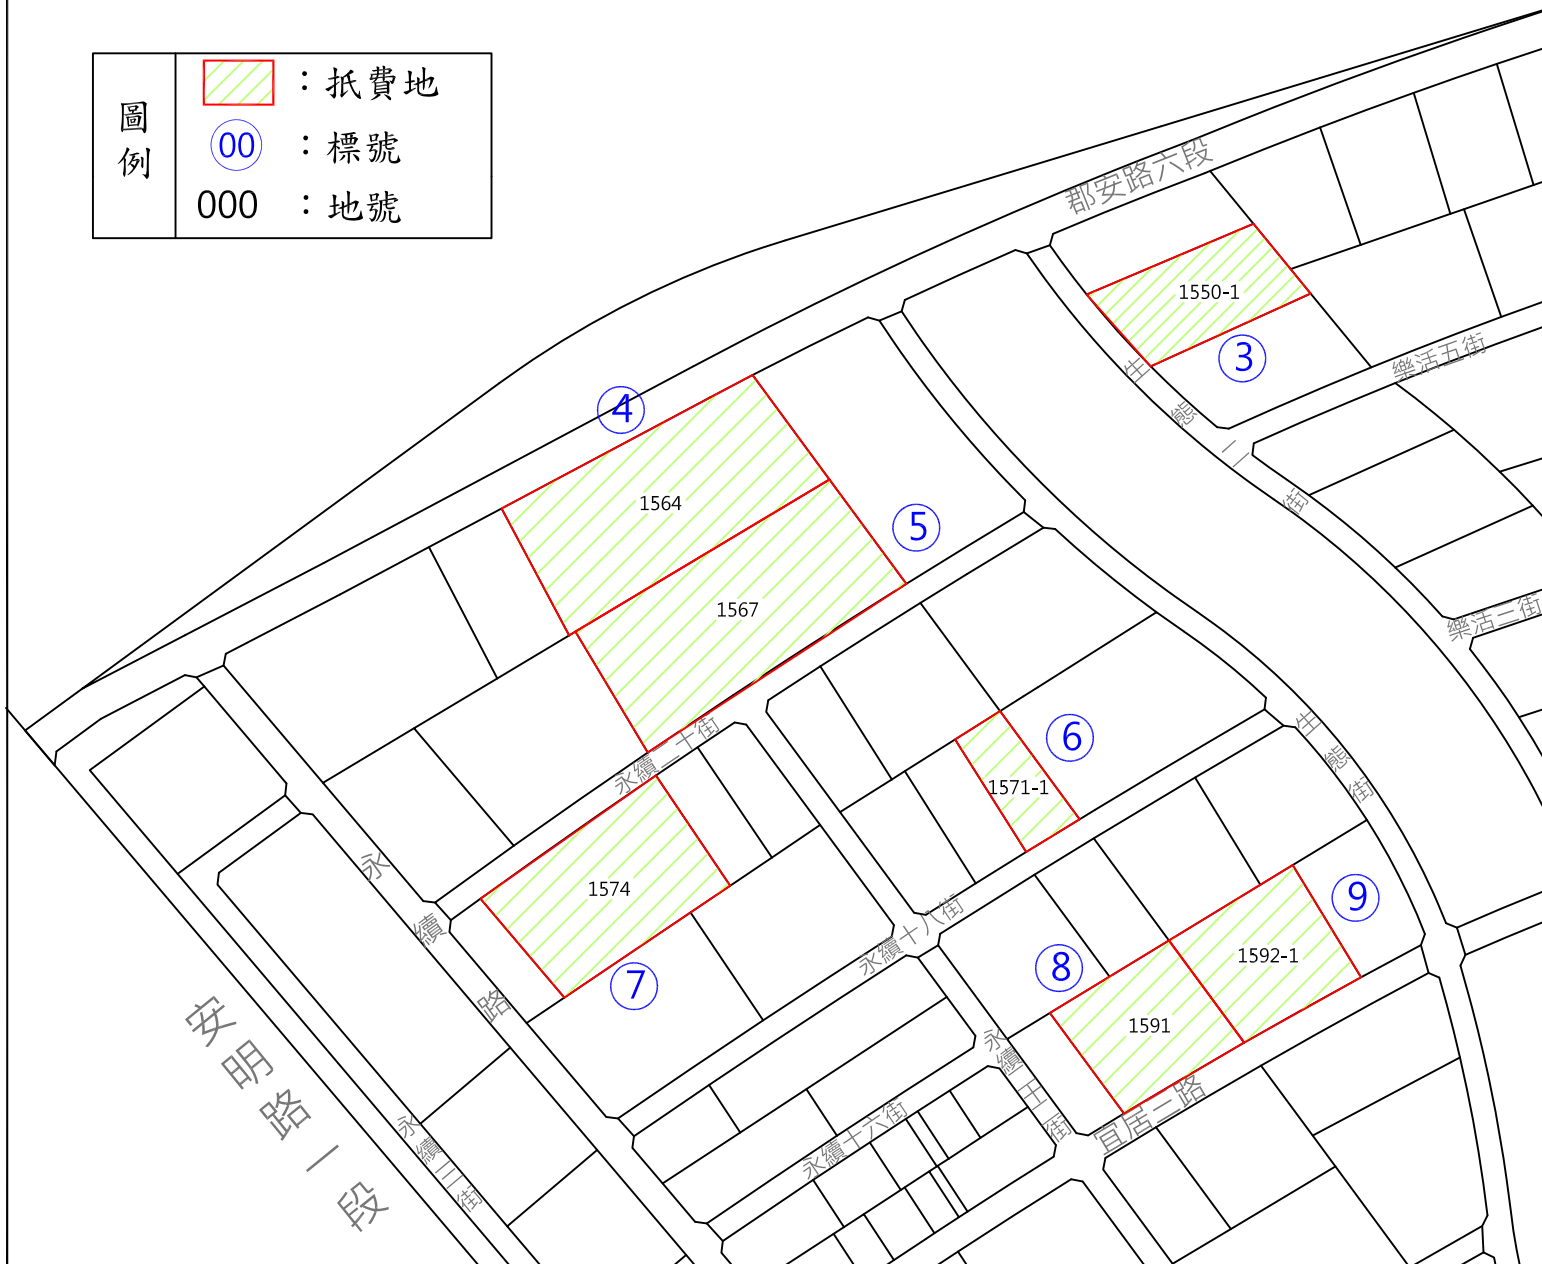 圖例
：扺費地
00 ：標號
000 ：地號
郡安路六段
1550-1
3
樂活五街
生態二街
4
1564
5
1567
樂活三街
永續二十街
6
1571-1
生態街
1574
7
永續路
永續十八街
8
9
1592-1
1591
安明路一段
永續三街
永續十六街
永續五街
宜居二路